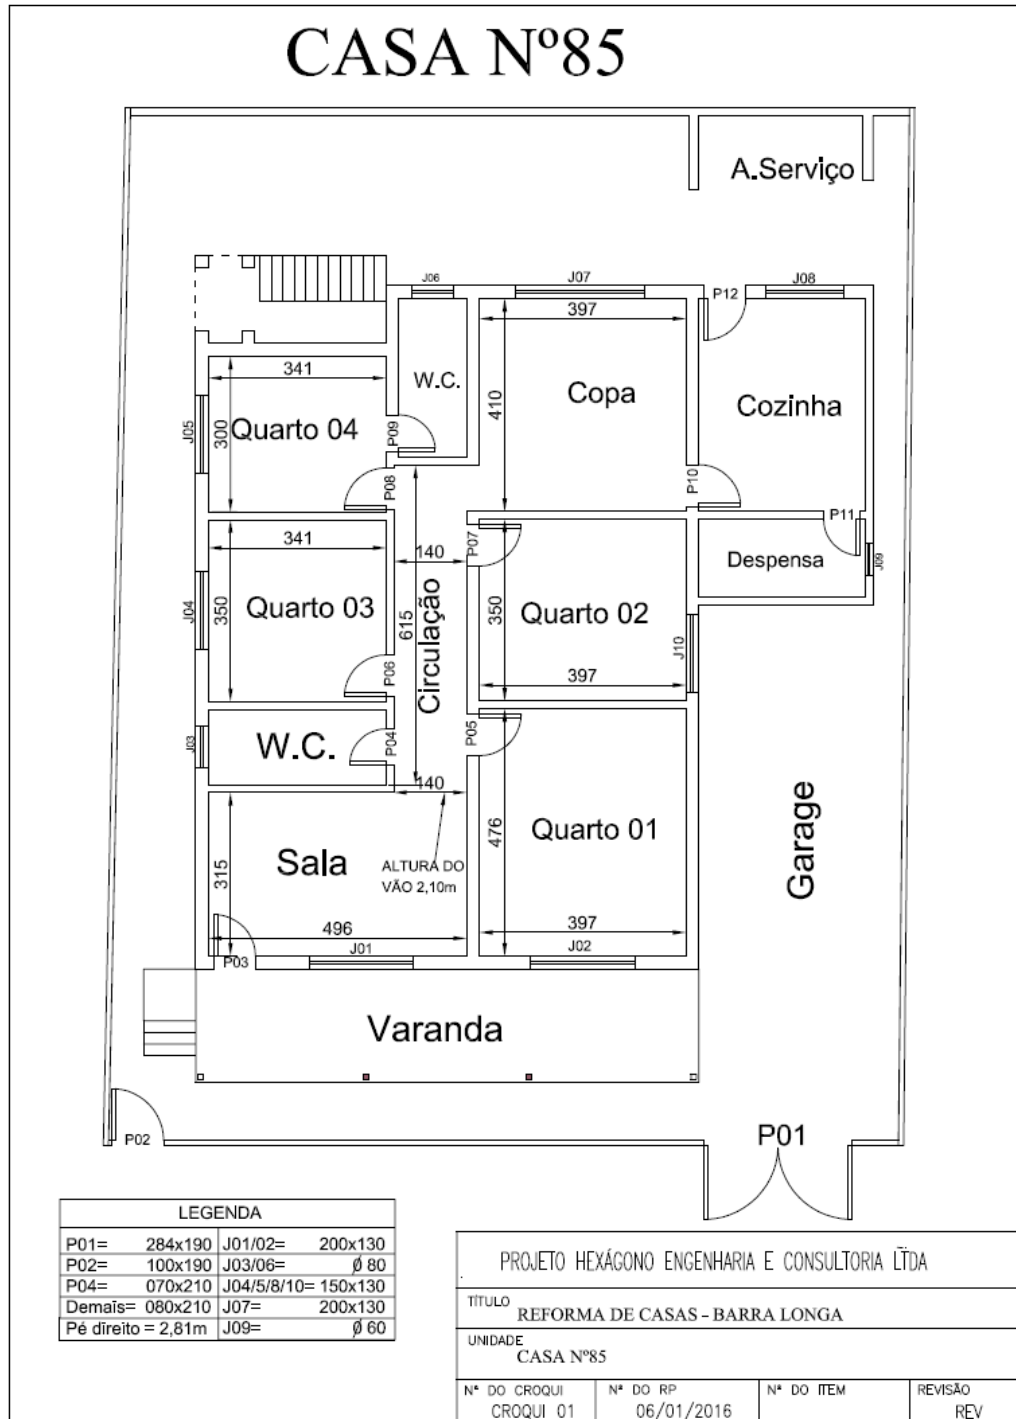 CASA Nº85
A.Serviço
J06
J07
P12
J08
397
341
W.C.
Copa
410
Cozinha
J05
300
Quarto 04
P09
P08
P10
P11
341
140
P07
Despensa
J09
J04
350
Quarto 03
615
Circulação
350
Quarto 02
J10
P06
397
J03
W.C.
P04
P05
140
Garage
476
Quarto 01
315
Sala
ALTURA DO
VÃO 2,10m
496
397
J01
J02
P03
Varanda
P02
P01
LEGENDA
P01= 284x190 J01/02= 200x130
P02= 100x190 J03/06= Ø 80
P04= 070x210 J04/5/8/10= 150x130
Demais= 080x210 J07= 200x130
Pé direito = 2,81m J09= Ø 60
PROJETO HEXÁGONO ENGENHARIA E CONSULTORIA LTDA
TÍTULO
REFORMA DE CASAS - BARRA LONGA
UNIDADE
CASA Nº85
Nº DO CROQUI Nº DO RP Nº DO ITEM REVISÃO
CROQUI 01 06/01/2016 REV